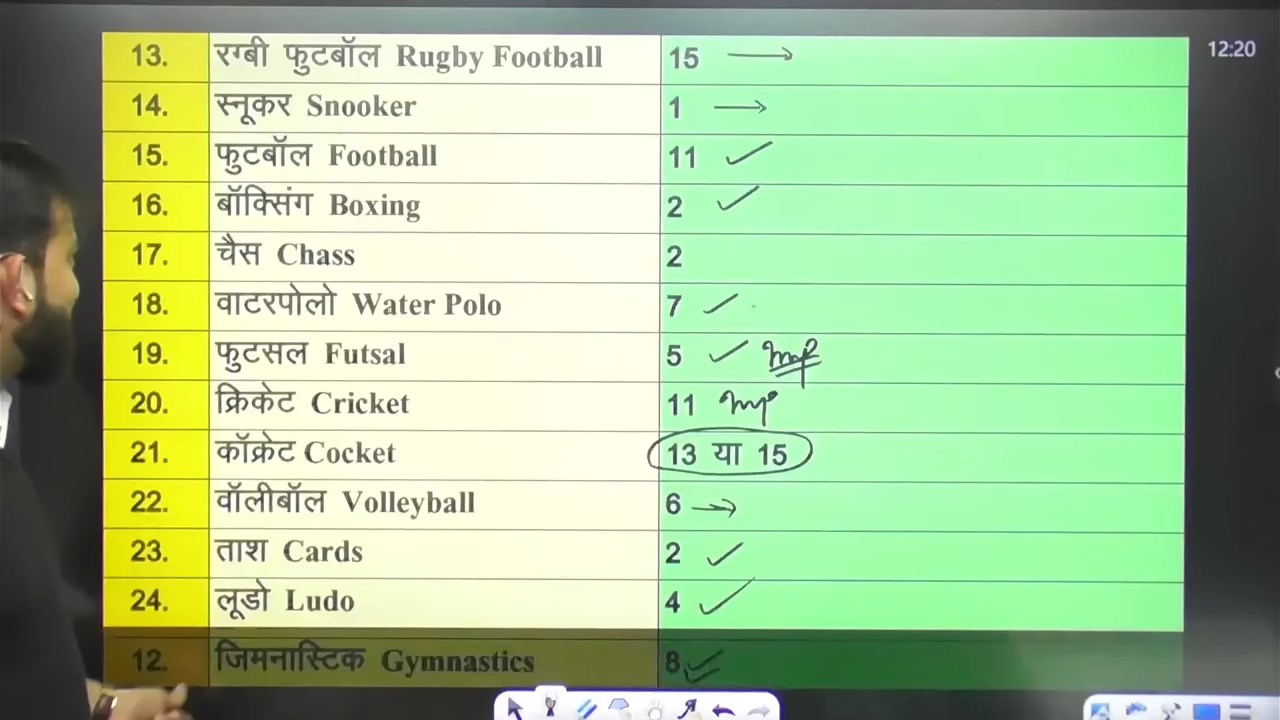 12:20
13. रग्बी फुटबॉल Rugby Football 15
14. स्नूकर Snooker 1
15. फुटबॉल Football 11
16. बॉक्सिंग Boxing 2
17. चैस Chass 2
18. वाटरपोलो Water Polo 7
19. फुटसल Futsal 5 Imp
20. क्रिकेट Cricket 11 Imp
21. कॉक्रेट Cocket 13 या 15
22. वॉलीबॉल Volleyball 6
23. ताश Cards 2
24. लूडो Ludo 4
12. जिमनास्टिक Gymnastics 8